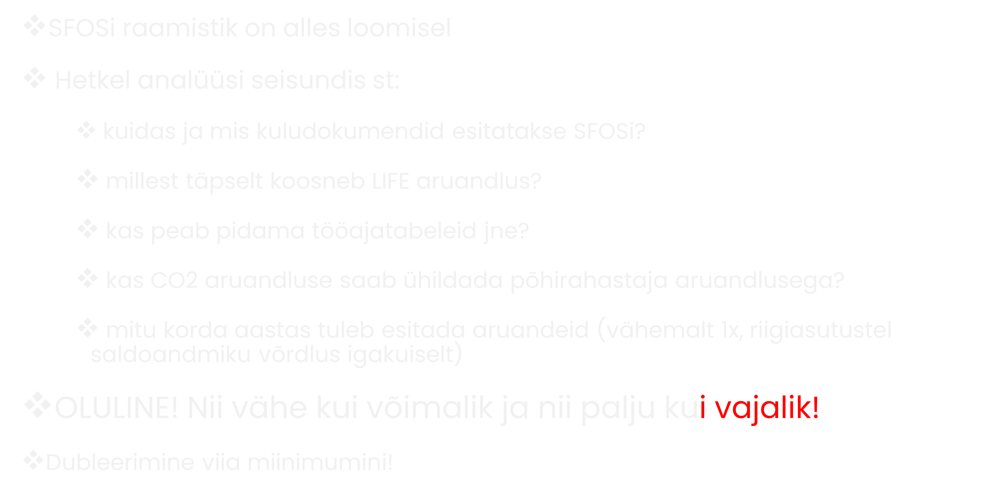 ❖SFOSi raamistik on alles loomisel
❖ Hetkel analüüsi seisundis st:
❖ kuidas ja mis kuludokumendid esitatakse SFOSi?
❖ millest täpselt koosneb LIFE aruandlus?
❖ kas peab pidama tööajatabeleid jne?
❖ kas CO2 aruandluse saab ühildada põhirahastaja aruandlusega?
❖ mitu korda aastas tuleb esitada aruandeid (vähemalt 1x, riigiasutustel
saldoandmiku võrdlus igakuiselt)
❖OLULINE! Nii vähe kui võimalik ja nii palju kui vajalik!
❖Dubleerimine viia miinimumini!